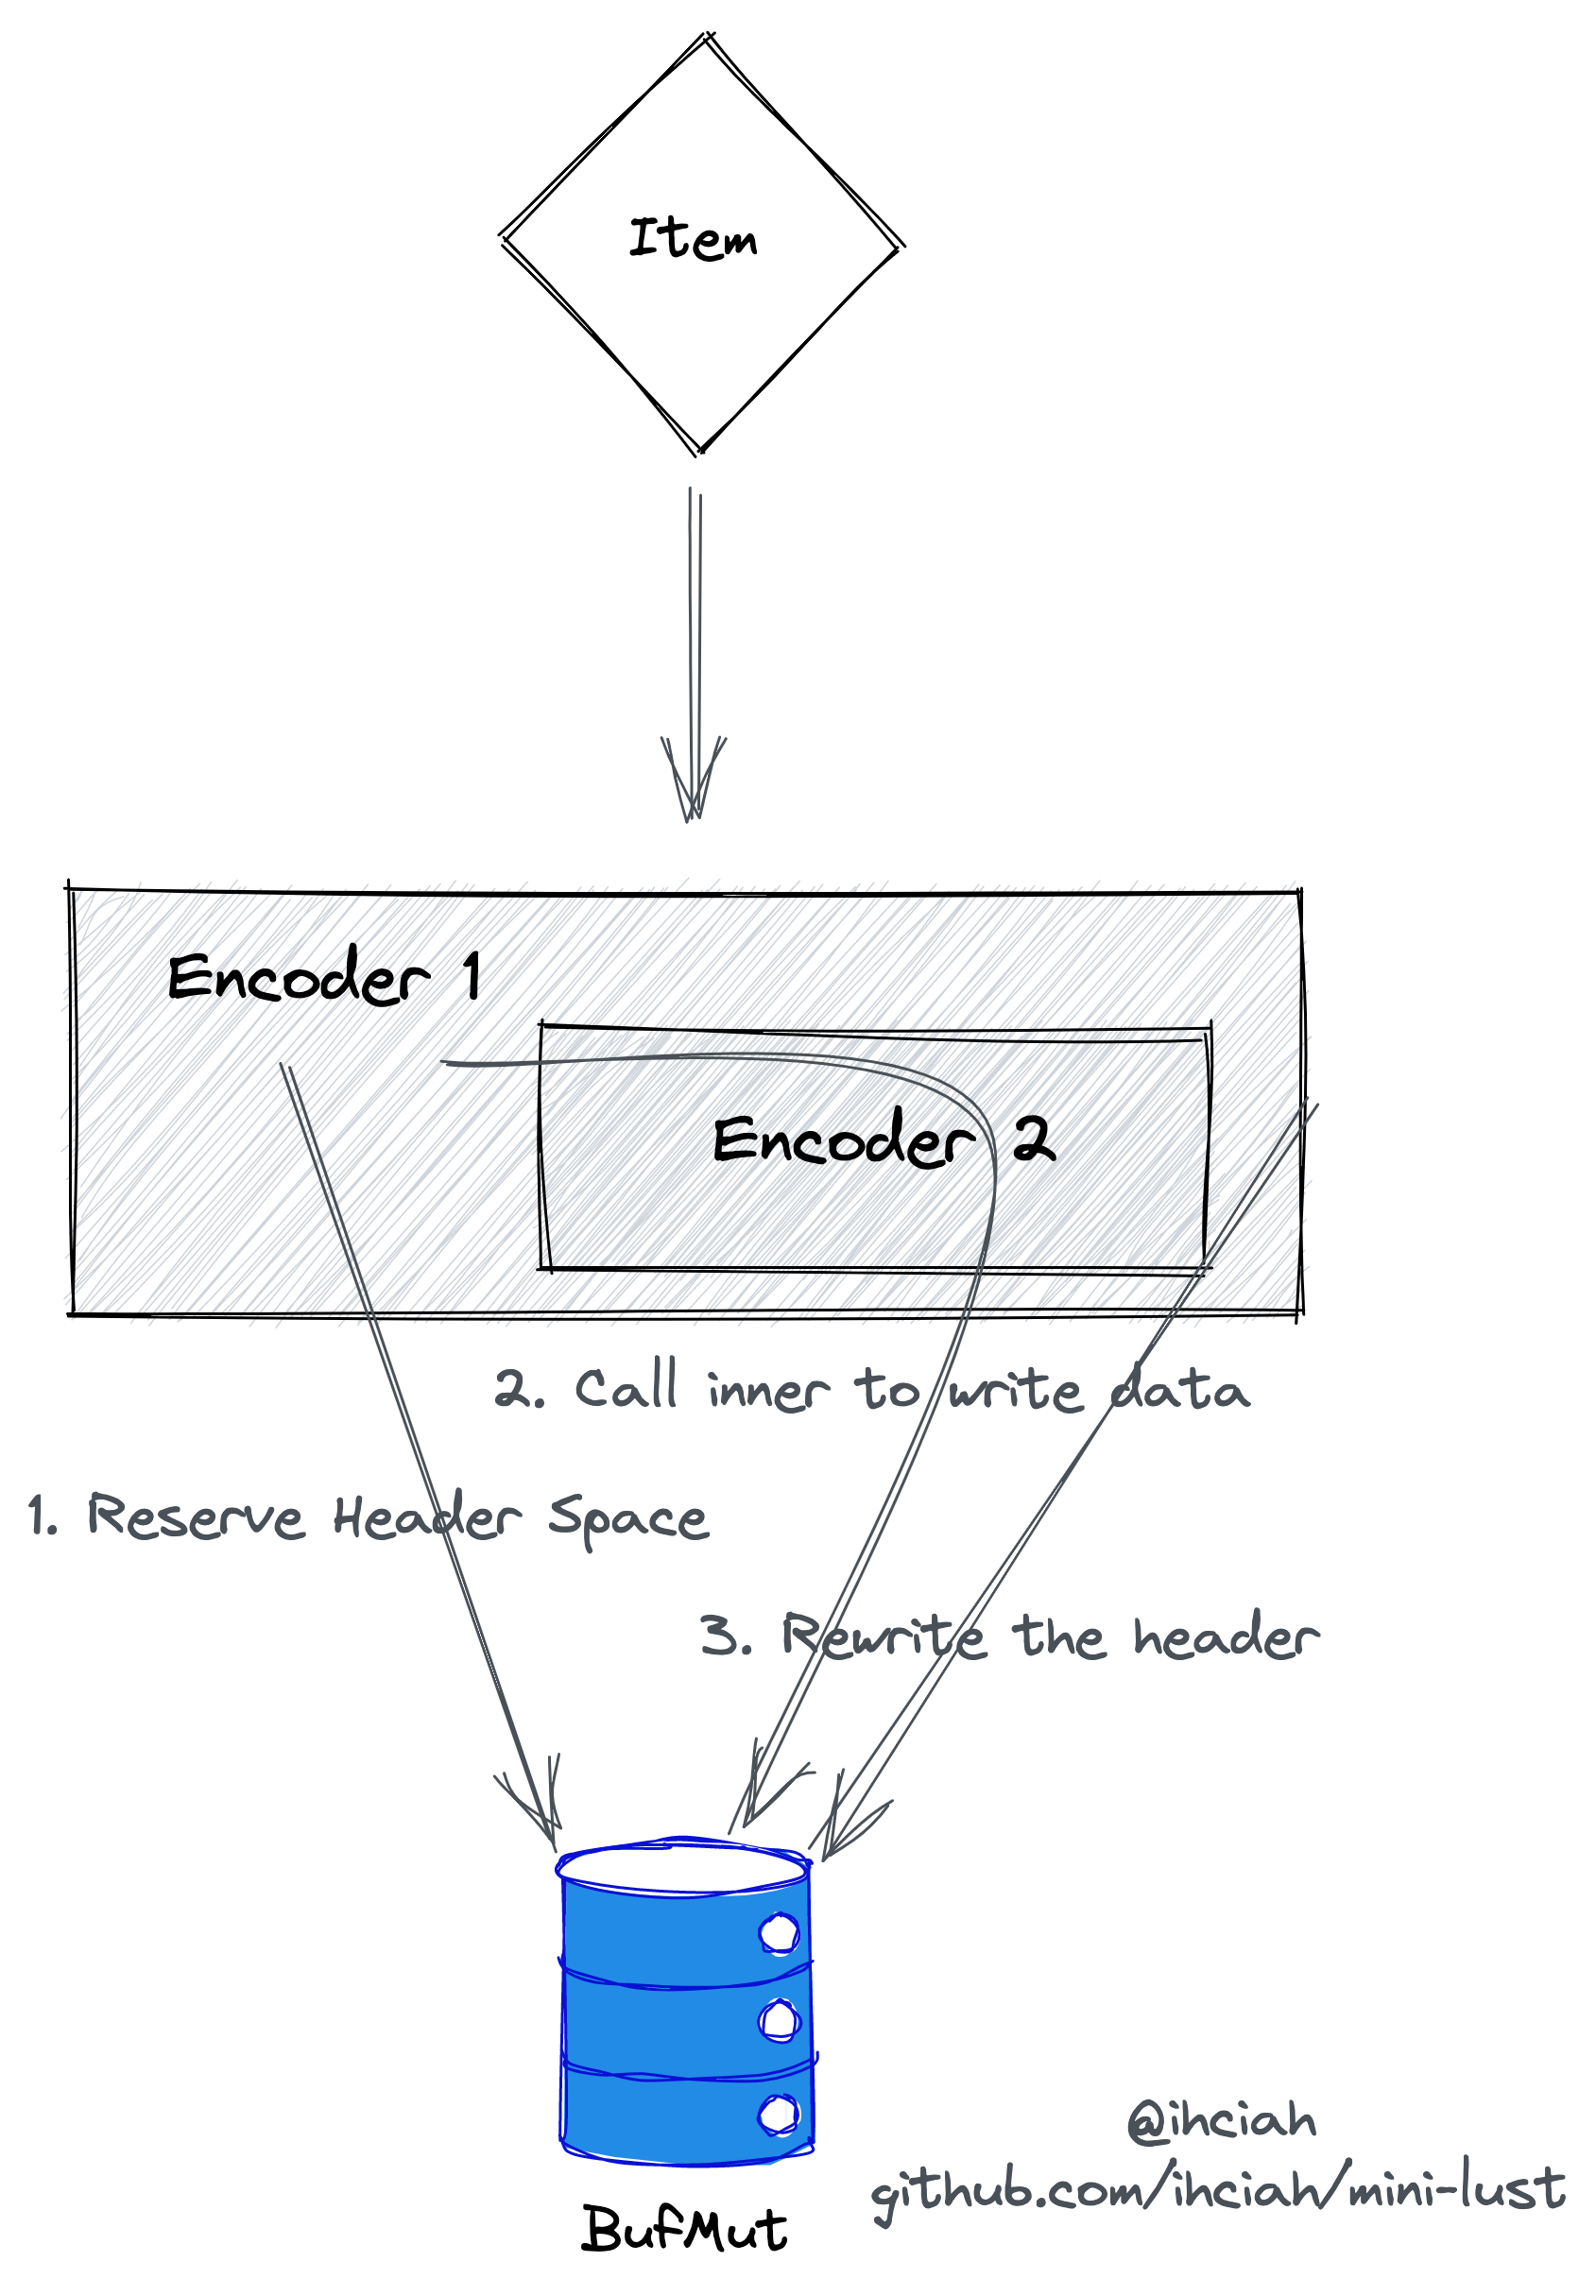 Item
Encoder 1
Encoder 2
2. Call inner to write data
1. Reserve Header Space
3. Rewrite the header
@ihciah
github.com/ihciah/mini-lust
BufMut